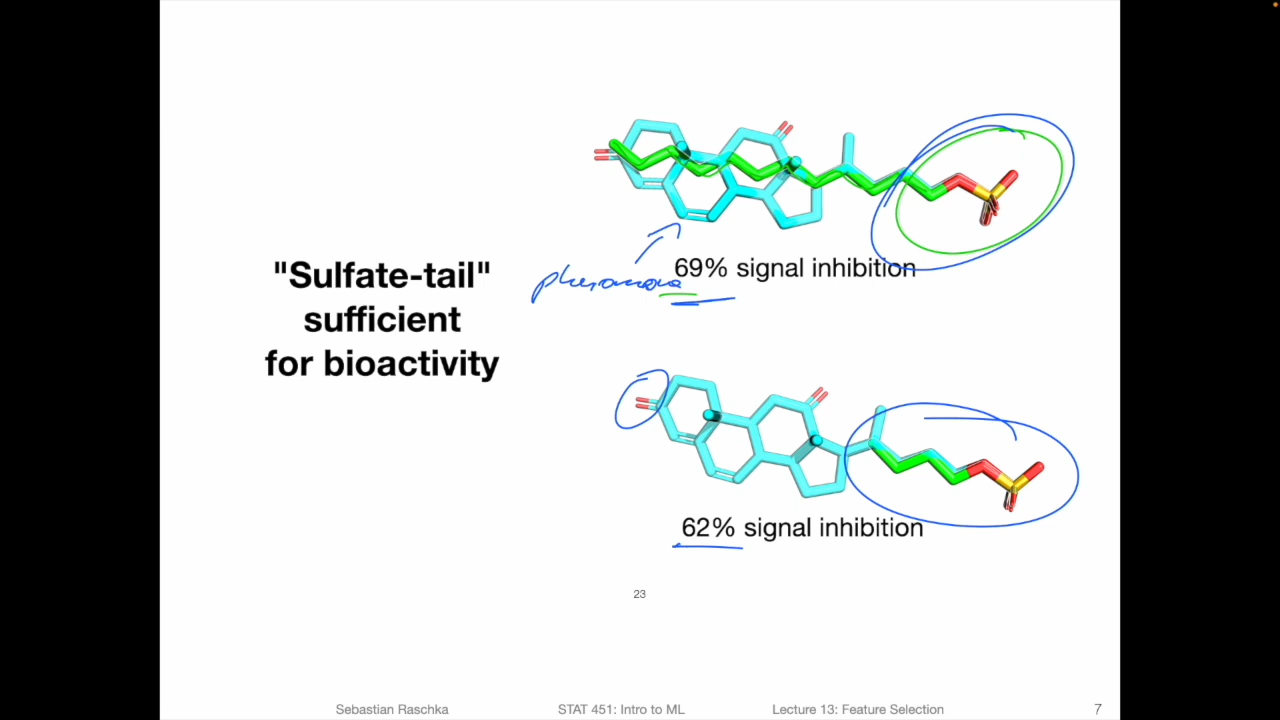 "Sulfate-tail"
sufficient
for bioactivity
69% signal inhibition
62% signal inhibition
23
Sebastian Raschka STAT 451: Intro to ML Lecture 13: Feature Selection 7